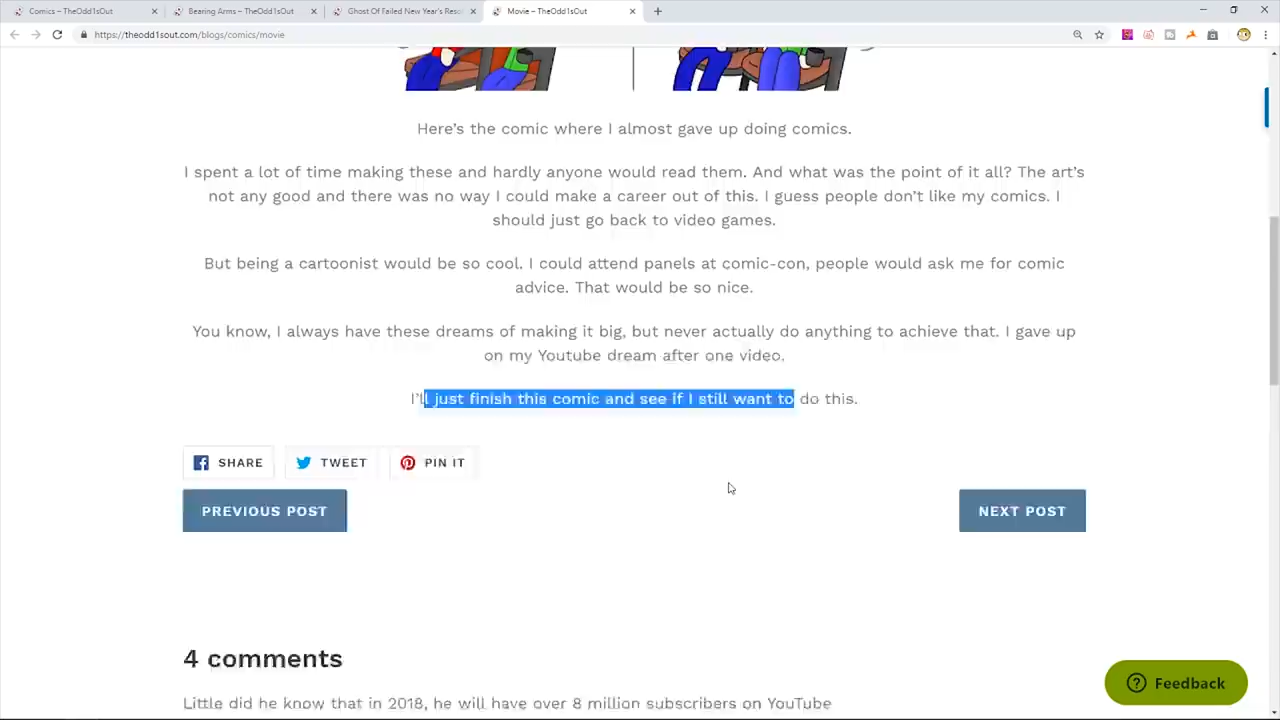 Comics – TheOdd1sOut
Bearing Arms – TheOdd1sOut
Ghost Of Failed New Year's Reso
Movie – TheOdd1sOut
https://theodd1sout.com/blogs/comics/movie
Here's the comic where I almost gave up doing comics.
I spent a lot of time making these and hardly anyone would read them. And what was the point of it all? The art's
not any good and there was no way I could make a career out of this. I guess people don't like my comics. I
should just go back to video games.
But being a cartoonist would be so cool. I could attend panels at comic-con, people would ask me for comic
advice. That would be so nice.
You know, I always have these dreams of making it big, but never actually do anything to achieve that. I gave up
on my Youtube dream after one video.
I'll just finish this comic and see if I still want to do this.
SHARE
TWEET
PIN IT
PREVIOUS POST
NEXT POST
4 comments
Feedback
Little did he know that in 2018, he will have over 8 million subscribers on YouTube